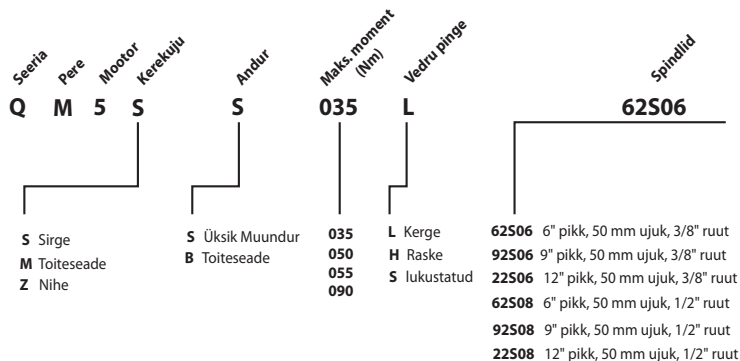 Seeria Pere Mootor Kerekuju Andur Maks. moment (Nm) Vedru pinge Spindlid
Q M 5 S S 035 L 62S06
S Sirge
M Toiteseade
Z Nihe
S Üksik Muundur
B Toiteseade
035
050
055
090
L Kerge
H Raske
S lukustatud
62S06 6" pikk, 50 mm ujuk, 3/8" ruut
92S06 9" pikk, 50 mm ujuk, 3/8" ruut
22S06 12" pikk, 50 mm ujuk, 3/8" ruut
62S08 6" pikk, 50 mm ujuk, 1/2" ruut
92S08 9" pikk, 50 mm ujuk, 1/2" ruut
22S08 12" pikk, 50 mm ujuk, 1/2" ruut